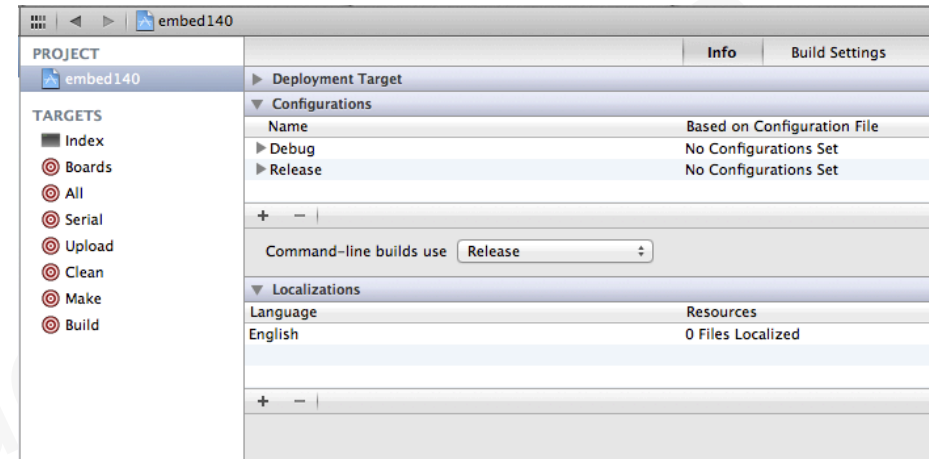 embed140
PROJECT
embed140
TARGETS
Index
Boards
All
Serial
Upload
Clean
Make
Build
Info Build Settings
Deployment Target
Configurations
Name Based on Configuration File
Debug No Configurations Set
Release No Configurations Set
+ −
Command-line builds use Release
Localizations
Language Resources
English 0 Files Localized
+ −